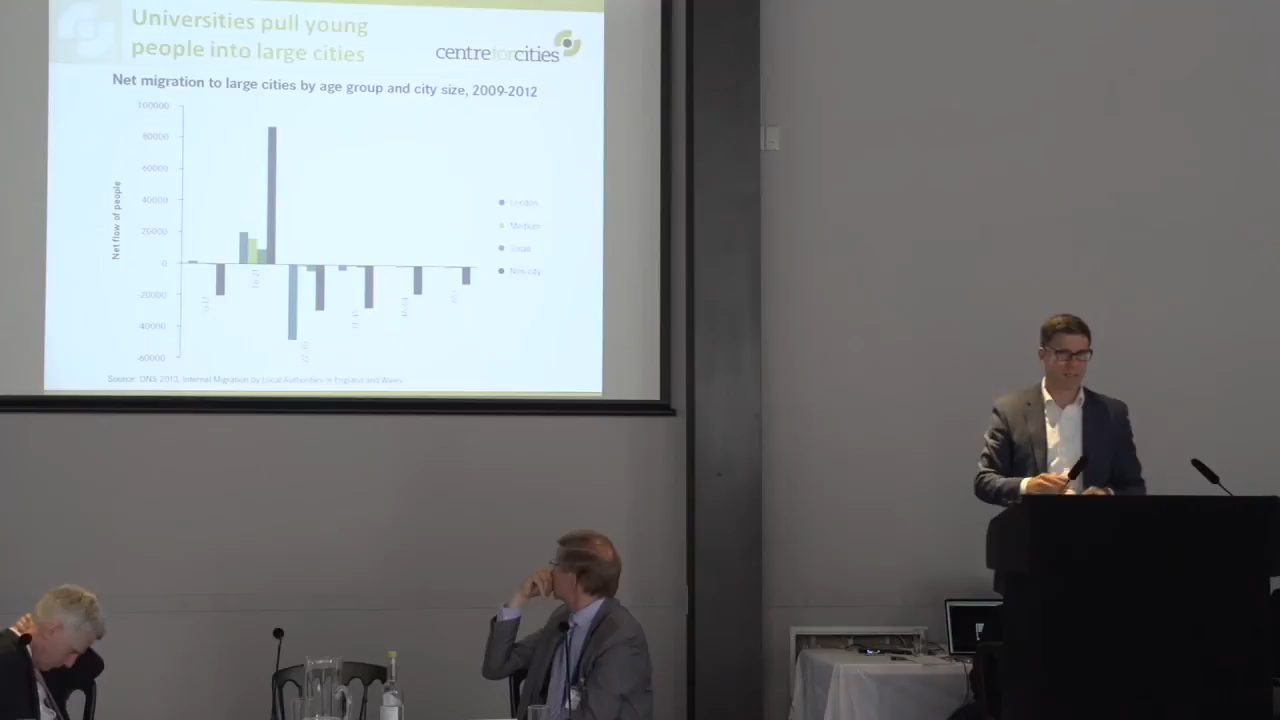 Universities pull young
people into large cities
centreforcities
Net migration to large cities by age group and city size, 2009-2012
100000
80000
60000
40000
20000
0
-20000
-40000
-60000
Net flow of people
London
Medium
Small
Non-city
Source: ONS 2013, Internal Migration by Local Authorities in England and Wales